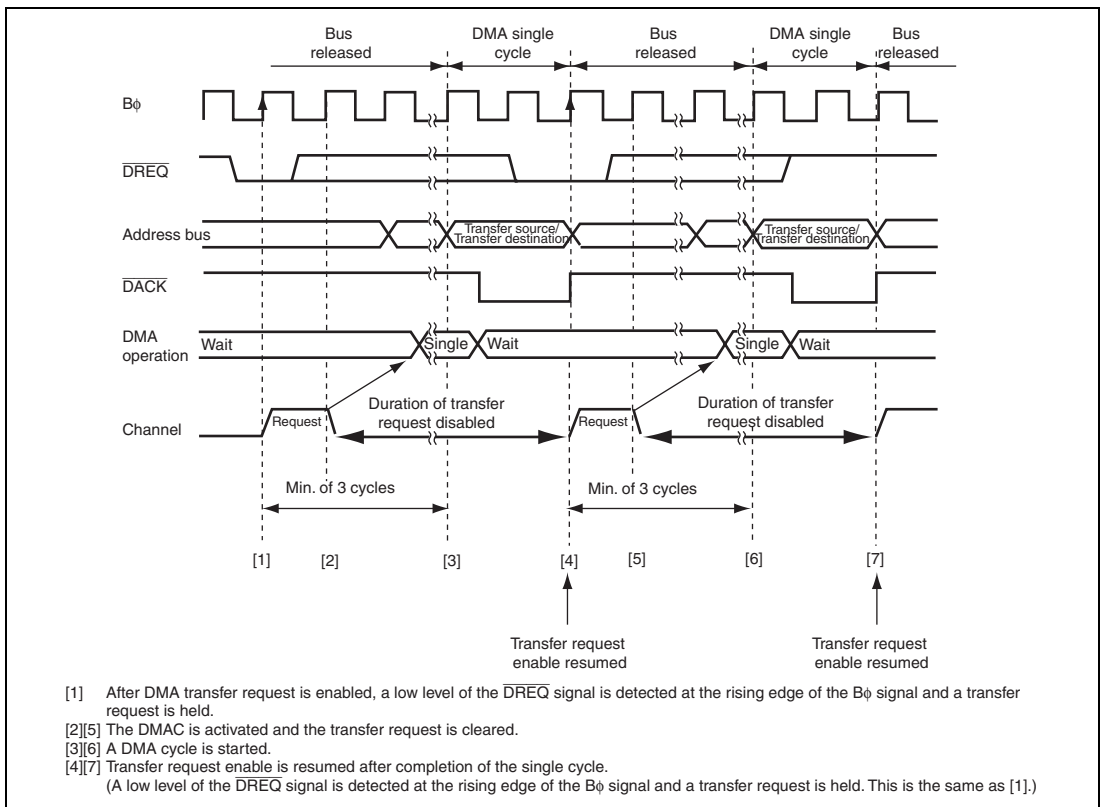 Bus released
DMA single cycle
Bus released
DMA single cycle
Bus released
Bφ
DREQ
Address bus
Transfer source/
Transfer destination
Transfer source/
Transfer destination
DACK
DMA operation
Wait
Single
Wait
Single
Wait
Channel
Request
Duration of transfer request disabled
Request
Duration of transfer request disabled
Min. of 3 cycles
Min. of 3 cycles
[1] [2] [3] [4] [5] [6] [7]
Transfer request enable resumed
Transfer request enable resumed
[1] After DMA transfer request is enabled, a low level of the DREQ signal is detected at the rising edge of the Bφ signal and a transfer
request is held.
[2][5] The DMAC is activated and the transfer request is cleared.
[3][6] A DMA cycle is started.
[4][7] Transfer request enable is resumed after completion of the single cycle.
(A low level of the DREQ signal is detected at the rising edge of the Bφ signal and a transfer request is held. This is the same as [1].)